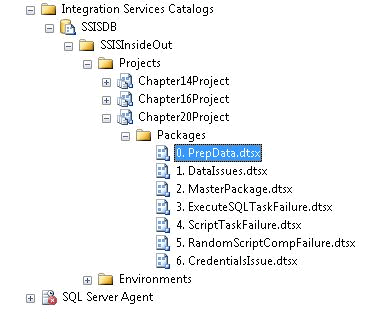 Integration Services Catalogs
SSISDB
SSISInsideOut
Projects
Chapter14Project
Chapter16Project
Chapter20Project
Packages
0. PrepData.dtsx
1. DataIssues.dtsx
2. MasterPackage.dtsx
3. ExecuteSQLTaskFailure.dtsx
4. ScriptTaskFailure.dtsx
5. RandomScriptCompFailure.dtsx
6. CredentialsIssue.dtsx
Environments
SQL Server Agent